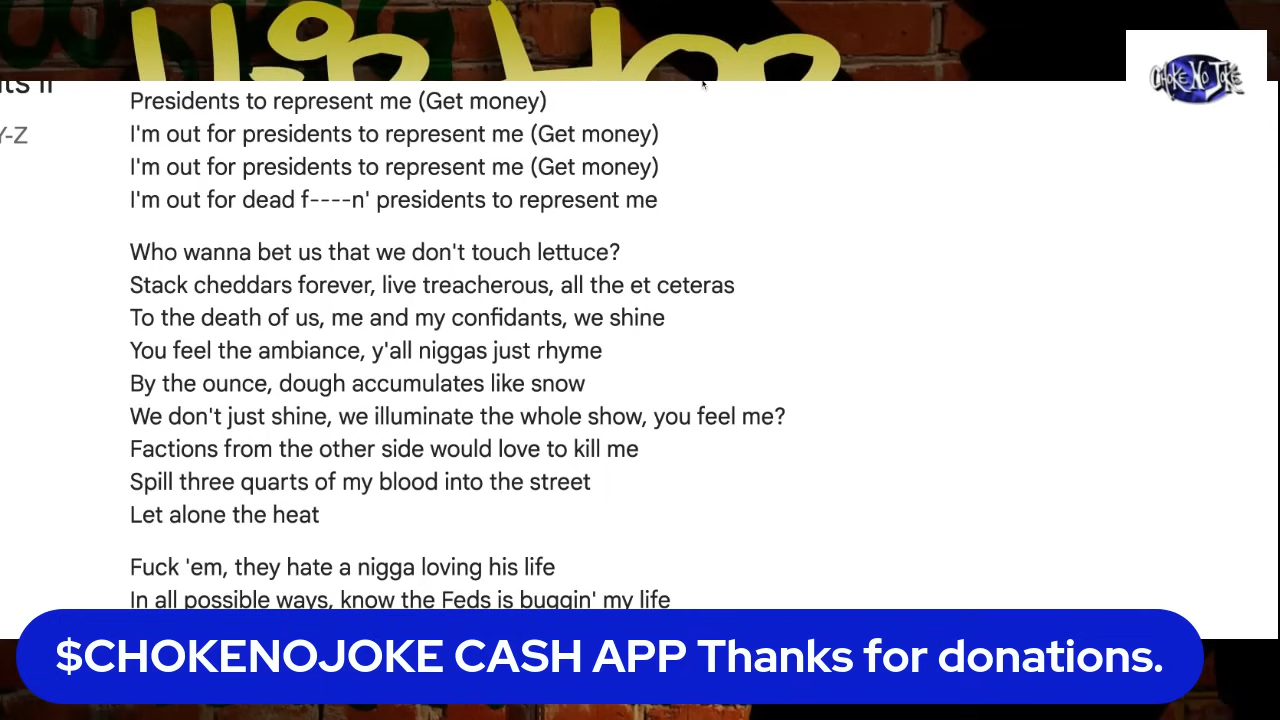 Hip Hop
CHOKE NO JOKE
ts II
Y-Z
Presidents to represent me (Get money)
I'm out for presidents to represent me (Get money)
I'm out for presidents to represent me (Get money)
I'm out for dead f----n' presidents to represent me
Who wanna bet us that we don't touch lettuce?
Stack cheddars forever, live treacherous, all the et ceteras
To the death of us, me and my confidants, we shine
You feel the ambiance, y'all niggas just rhyme
By the ounce, dough accumulates like snow
We don't just shine, we illuminate the whole show, you feel me?
Factions from the other side would love to kill me
Spill three quarts of my blood into the street
Let alone the heat
Fuck 'em, they hate a nigga loving his life
In all possible ways, know the Feds is buggin' my life
$CHOKENOJOKE CASH APP Thanks for donations.